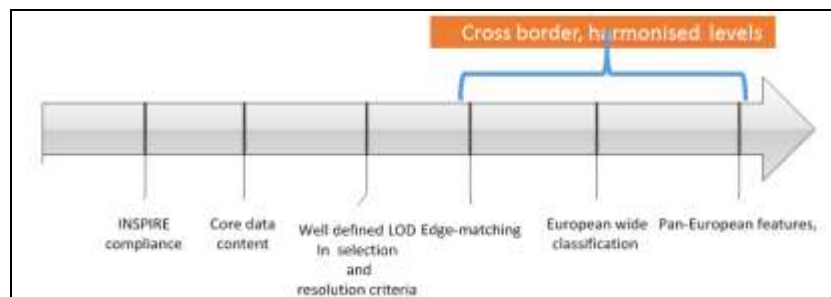 Cross border, harmonised levels
INSPIRE
compliance
Core data
content
Well defined LOD
In selection
and
resolution criteria
Edge-matching
European wide
classification
Pan-European features,